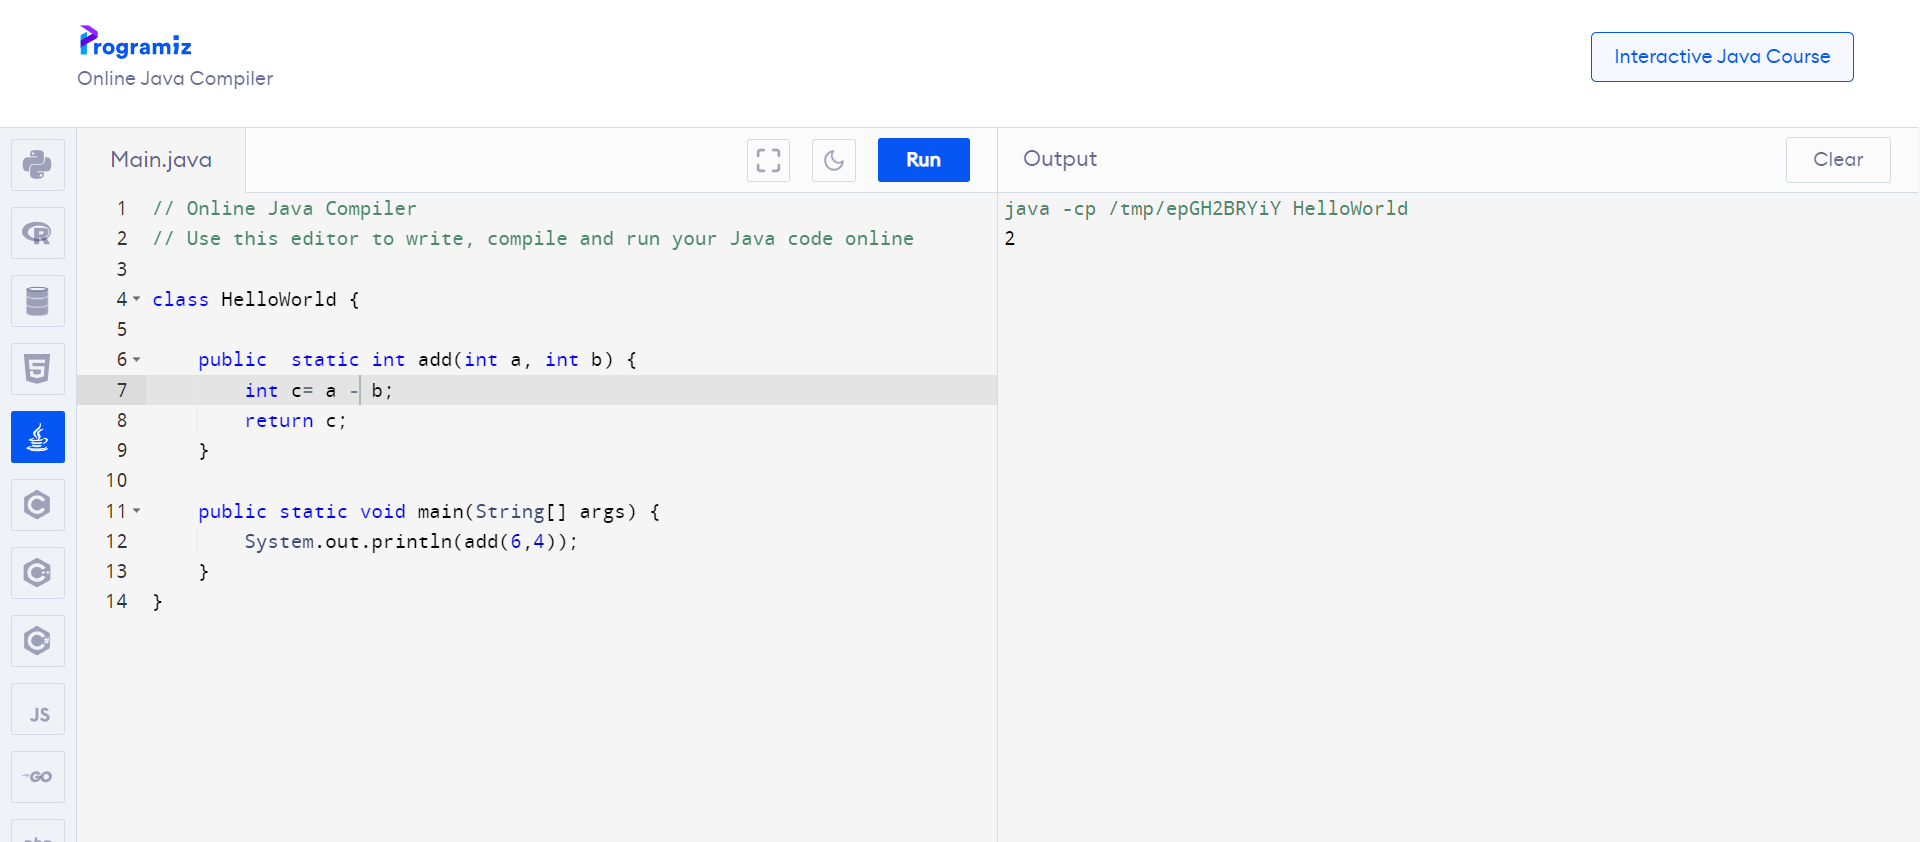 Programiz
Online Java Compiler
Interactive Java Course
Main.java
Run
Output
Clear
1 // Online Java Compiler
2 // Use this editor to write, compile and run your Java code online
3
4 class HelloWorld {
5
6 public  static int add(int a, int b) {
7 int c= a - b;
8 return c;
9 }
10
11 public static void main(String[] args) {
12 System.out.println(add(6,4));
13 }
14 }
java -cp /tmp/epGH2BRYiY HelloWorld
2
R
5
C
C++
C#
JS
GO